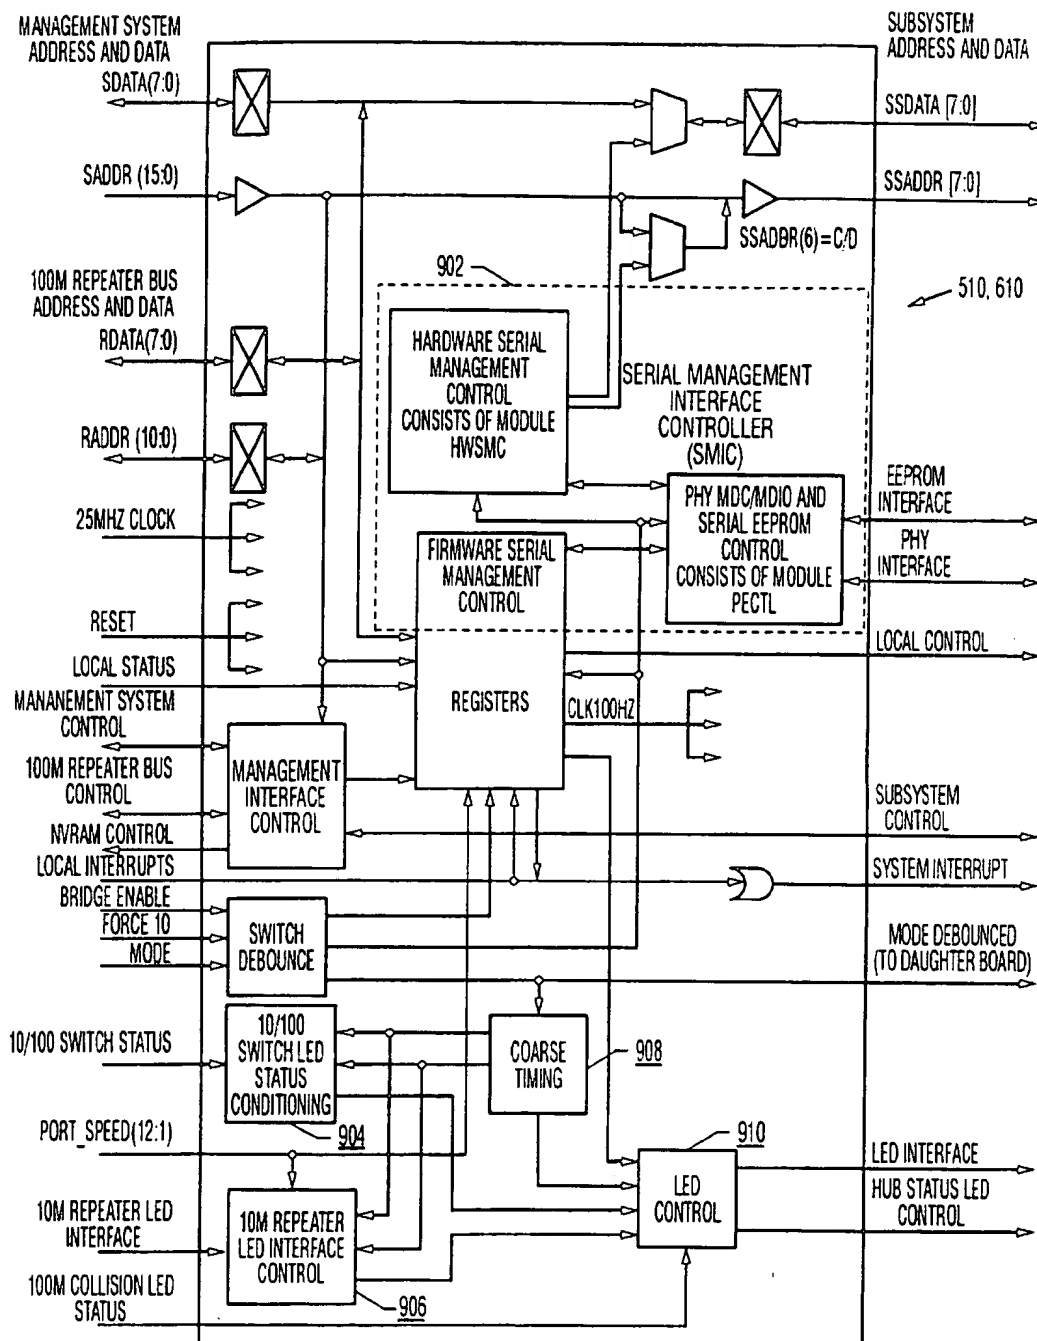 MANAGEMENT SYSTEM
ADDRESS AND DATA
SDATA(7:0)
SADDR (15:0)
100M REPEATER BUS
ADDRESS AND DATA
RDATA(7:0)
RADDR (10:0)
25MHZ CLOCK
RESET
LOCAL STATUS
MANANEMENT SYSTEM
CONTROL
100M REPEATER BUS
CONTROL
NVRAM CONTROL
LOCAL INTERRUPTS
BRIDGE ENABLE
FORCE 10
MODE
10/100 SWITCH STATUS
PORT_SPEED(12:1)
10M REPEATER LED
INTERFACE
100M COLLISION LED
STATUS
902
HARDWARE SERIAL
MANAGEMENT
CONTROL
CONSISTS OF MODULE
HWSMC
SERIAL MANAGEMENT
INTERFACE
CONTROLLER
(SMIC)
PHY MDC/MDIO AND
SERIAL EEPROM
CONTROL
CONSISTS OF MODULE
PECTL
FIRMWARE SERIAL
MANAGEMENT
CONTROL
REGISTERS
CLK100HZ
MANAGEMENT
INTERFACE
CONTROL
SWITCH
DEBOUNCE
10/100
SWITCH LED
STATUS
CONDITIONING
904
COARSE
TIMING
908
10M REPEATER
LED INTERFACE
CONTROL
906
910
LED
CONTROL
SUBSYSTEM
ADDRESS AND DATA
SSDATA [7:0]
SSADDR [7:0]
SSADDR(6)=C/D
510, 610
EEPROM
INTERFACE
PHY
INTERFACE
LOCAL CONTROL
SUBSYSTEM
CONTROL
SYSTEM INTERRUPT
MODE DEBOUNCED
(TO DAUGHTER BOARD)
LED INTERFACE
HUB STATUS LED
CONTROL